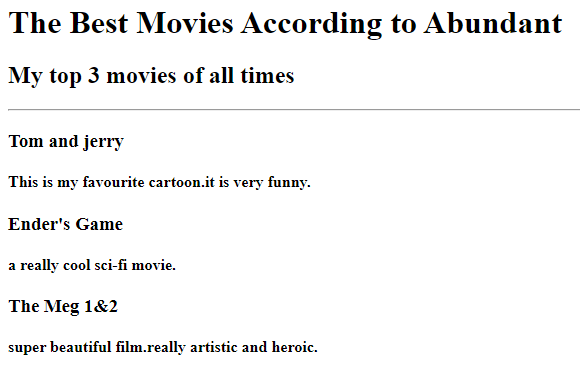 The Best Movies According to Abundant
My top 3 movies of all times
Tom and jerry
This is my favourite cartoon.it is very funny.
Ender's Game
a really cool sci-fi movie.
The Meg 1&2
super beautiful film.really artistic and heroic.